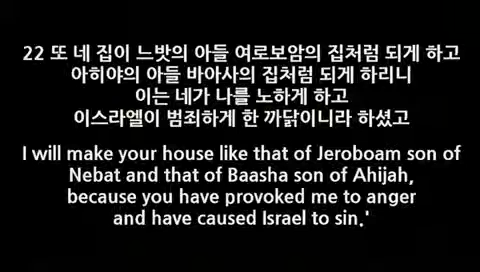 22 또 네 집이 느밧의 아들 여로보암의 집처럼 되게 하고
아히야의 아들 바아사의 집처럼 되게 하리니
이는 네가 나를 노하게 하고
이스라엘이 범죄하게 한 까닭이니라 하셨고
I will make your house like that of Jeroboam son of
Nebat and that of Baasha son of Ahijah,
because you have provoked me to anger
and have caused Israel to sin.'